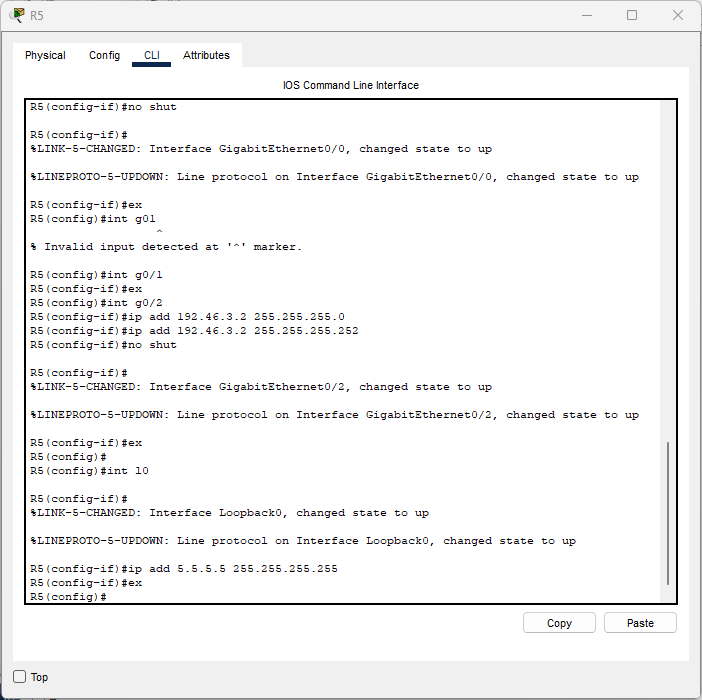 R5
Physical Config CLI Attributes
IOS Command Line Interface
R5(config-if)#no shut
R5(config-if)#
%LINK-5-CHANGED: Interface GigabitEthernet0/0, changed state to up
%LINEPROTO-5-UPDOWN: Line protocol on Interface GigabitEthernet0/0, changed state to up
R5(config-if)#ex
R5(config)#int g01
^
% Invalid input detected at '^' marker.
R5(config)#int g0/1
R5(config-if)#ex
R5(config)#int g0/2
R5(config-if)#ip add 192.46.3.2 255.255.255.0
R5(config-if)#ip add 192.46.3.2 255.255.255.252
R5(config-if)#no shut
R5(config-if)#
%LINK-5-CHANGED: Interface GigabitEthernet0/2, changed state to up
%LINEPROTO-5-UPDOWN: Line protocol on Interface GigabitEthernet0/2, changed state to up
R5(config-if)#ex
R5(config)#
R5(config)#int l0
R5(config-if)#
%LINK-5-CHANGED: Interface Loopback0, changed state to up
%LINEPROTO-5-UPDOWN: Line protocol on Interface Loopback0, changed state to up
R5(config-if)#ip add 5.5.5.5 255.255.255.255
R5(config-if)#ex
R5(config)#
Copy Paste
Top